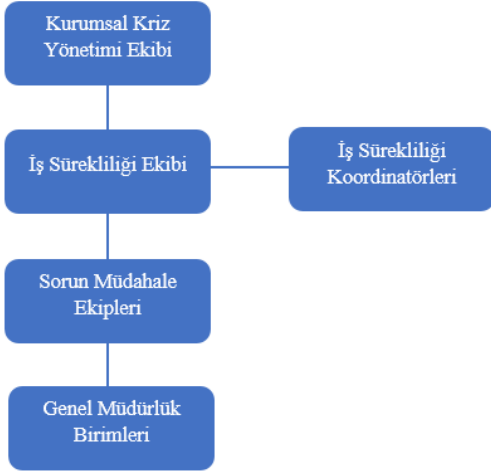 Kurumsal Kriz
Yönetimi Ekibi
İş Sürekliliği Ekibi
İş Sürekliliği
Koordinatörleri
Sorun Müdahale
Ekipleri
Genel Müdürlük
Birimleri